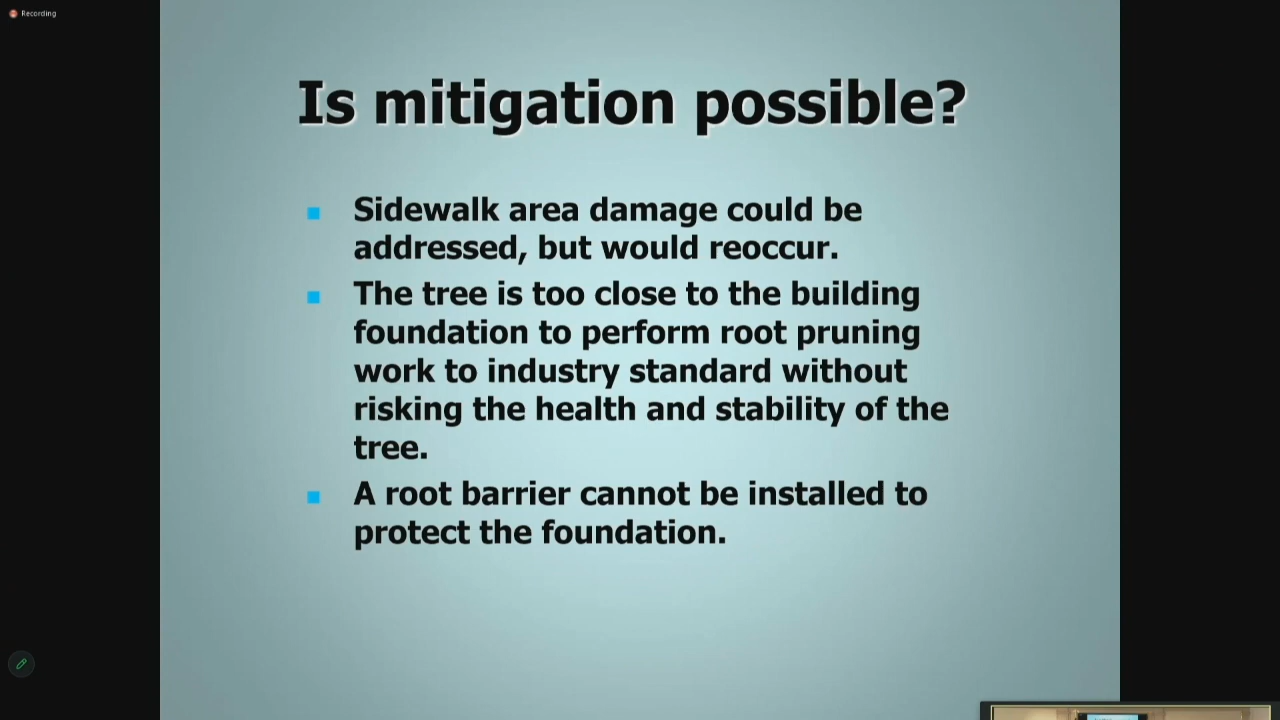 Recording
Is mitigation possible?
Sidewalk area damage could be
addressed, but would reoccur.
The tree is too close to the building
foundation to perform root pruning
work to industry standard without
risking the health and stability of the
tree.
A root barrier cannot be installed to
protect the foundation.